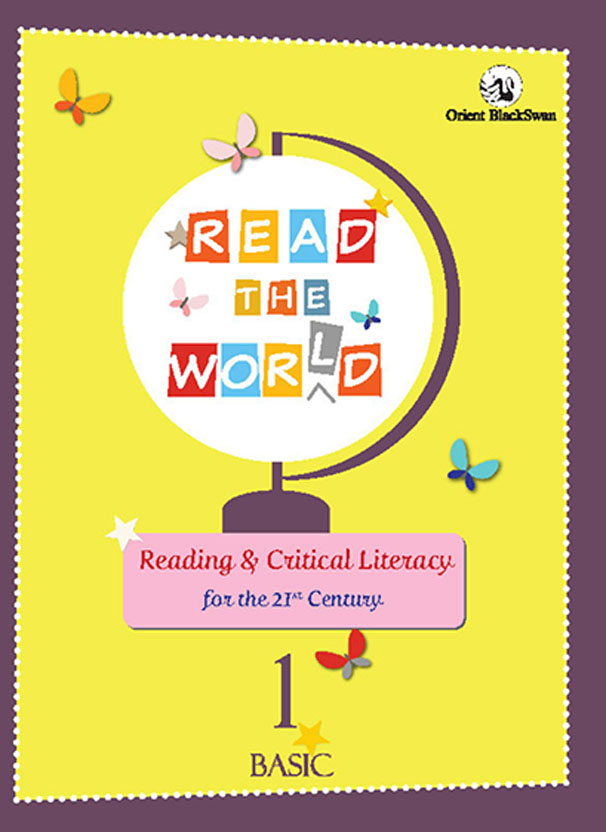 Orient BlackSwan
READ
THE
WORLD
Reading & Critical Literacy
for the 21st Century
1
BASIC